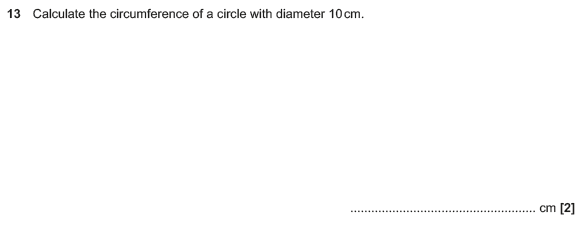 13 Calculate the circumference of a circle with diameter 10 cm.
...................................................... cm [2]